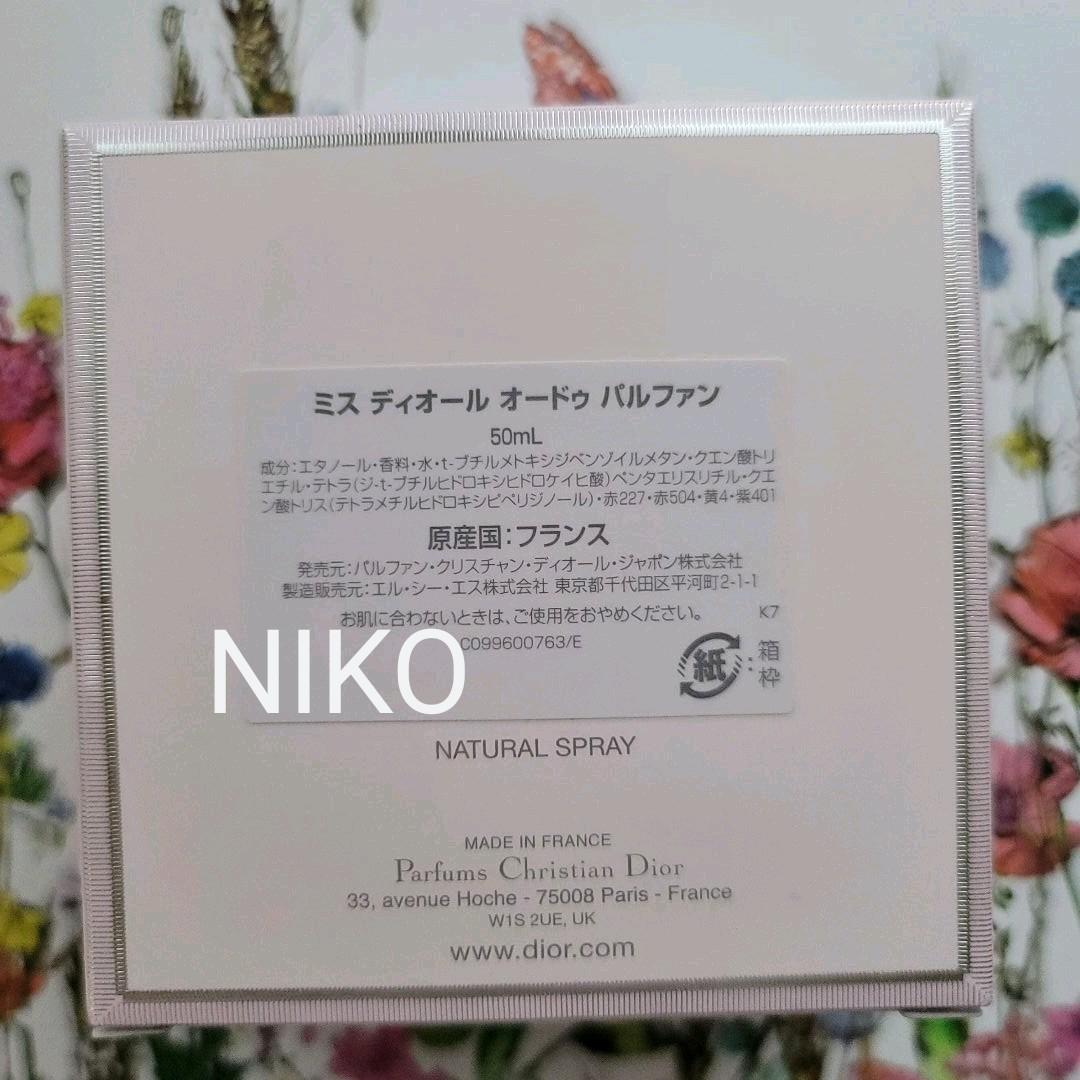 ミス ディオール オードゥ パルファン
50mL
成分：エタノール・香料・水・t-ブチルメトキシジベンゾイルメタン・クエン酸トリ
エチル・テトラ(ジ-t-ブチルヒドロキシヒドロケイヒ酸)ペンタエリスリチル・クエ
ン酸トリス(テトラメチルヒドロキシピペリジノール)・赤227・赤504・黄4・紫401
原産国：フランス
発売元：パルファン・クリスチャン・ディオール・ジャポン株式会社
製造販売元：エル・シー・エス株式会社 東京都千代田区平河町2-1-1
お肌に合わないときは、ご使用をおやめください。 K7
C099600763/E
紙：箱
枠
NIKO
NATURAL SPRAY
MADE IN FRANCE
Parfums Christian Dior
33, avenue Hoche - 75008 Paris - France
W1S 2UE, UK
www.dior.com